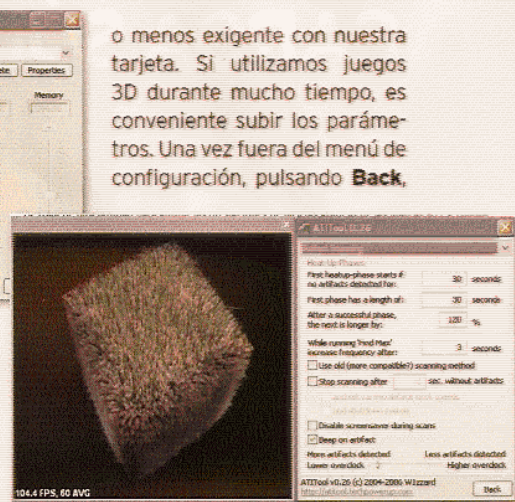 o menos exigente con nuestra
tarjeta. Si utilizamos juegos
3D durante mucho tiempo, es
conveniente subir los paráme-
tros. Una vez fuera del menú de
configuración, pulsando Back,
Properties
Memory
ATITool 0.26
Heat-Up Phases:
First heatup-phase starts if
no artifacts detected for: 30 seconds
First phase has a length of: 30 seconds
After a successful phase,
the next is longer by: %
While running 'Find Max'
increase frequency after: 3 seconds
Use old (more compatible?) scanning method
Stop scanning after sec. without artifacts
Disable screensaver during scans
Beep on artifact
More artifacts detected Less artifacts detected
Lower overclock Higher overclock
ATITool v0.26 (c) 2004-2006 W1zzard
http://atitool.techpowerup.com
Back
104.4 FPS, 60 AVG